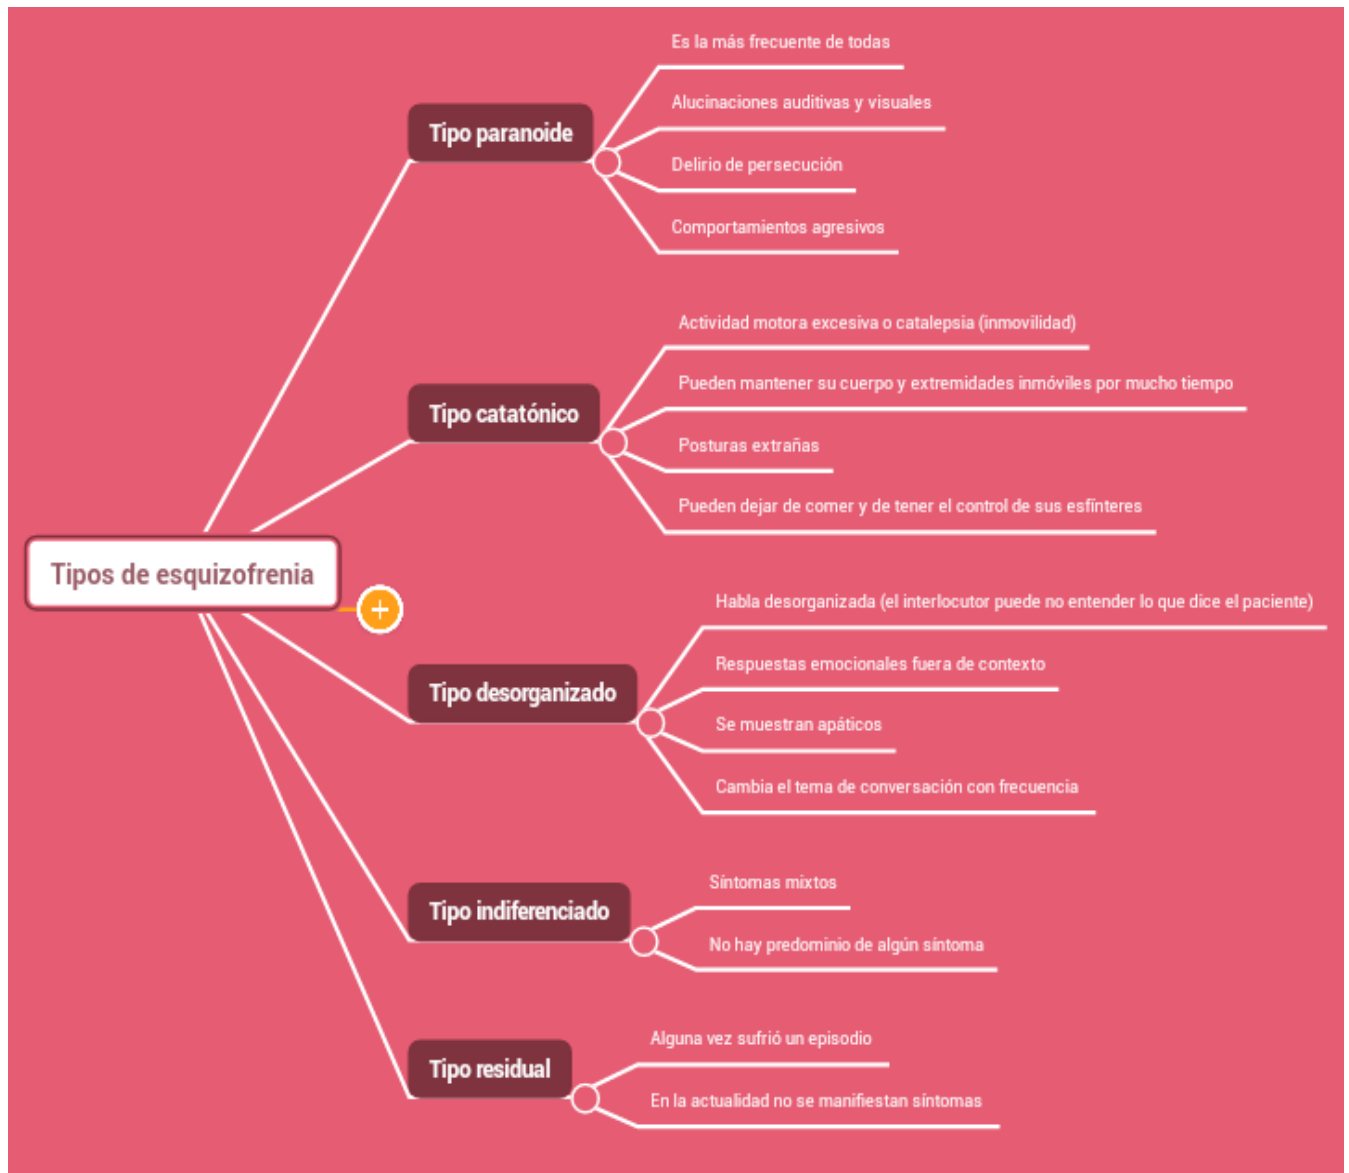 Tipos de esquizofrenia
+
Tipo paranoide
Es la más frecuente de todas
Alucinaciones auditivas y visuales
Delirio de persecución
Comportamientos agresivos
Tipo catatónico
Actividad motora excesiva o catalepsia (inmovilidad)
Pueden mantener su cuerpo y extremidades inmóviles por mucho tiempo
Posturas extrañas
Pueden dejar de comer y de tener el control de sus esfínteres
Tipo desorganizado
Habla desorganizada (el interlocutor puede no entender lo que dice el paciente)
Respuestas emocionales fuera de contexto
Se muestran apáticos
Cambia el tema de conversación con frecuencia
Tipo indiferenciado
Síntomas mixtos
No hay predominio de algún síntoma
Tipo residual
Alguna vez sufrió un episodio
En la actualidad no se manifiestan síntomas